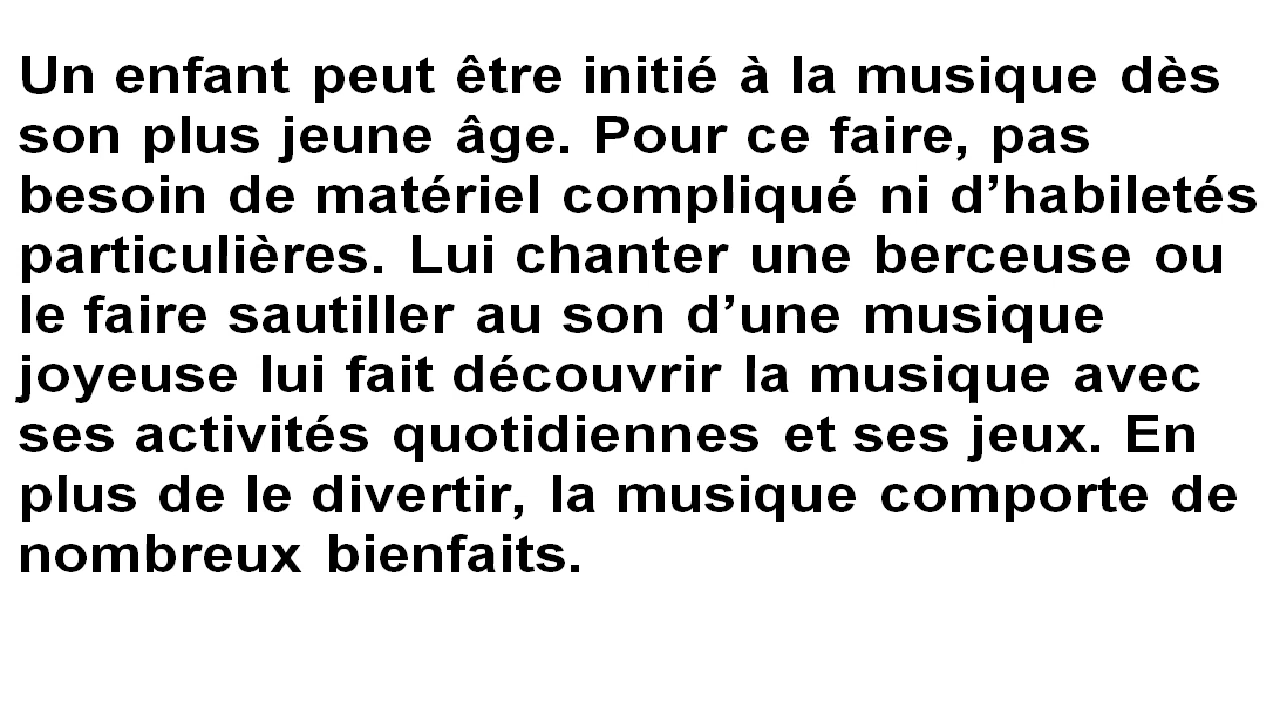 Un enfant peut être initié à la musique dès
son plus jeune âge. Pour ce faire, pas
besoin de matériel compliqué ni d’habiletés
particulières. Lui chanter une berceuse ou
le faire sautiller au son d’une musique
joyeuse lui fait découvrir la musique avec
ses activités quotidiennes et ses jeux. En
plus de le divertir, la musique comporte de
nombreux bienfaits.